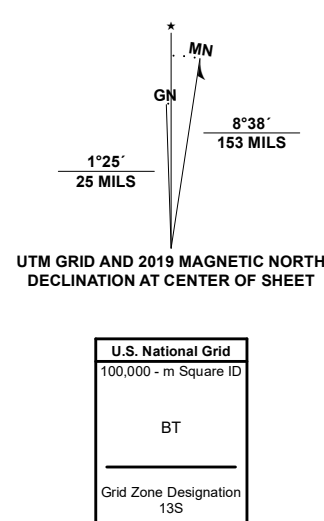 MN
GN
8°38´
153 MILS
1°25´
25 MILS
UTM GRID AND 2019 MAGNETIC NORTH
DECLINATION AT CENTER OF SHEET
U.S. National Grid
100,000 - m Square ID
BT
Grid Zone Designation
13S